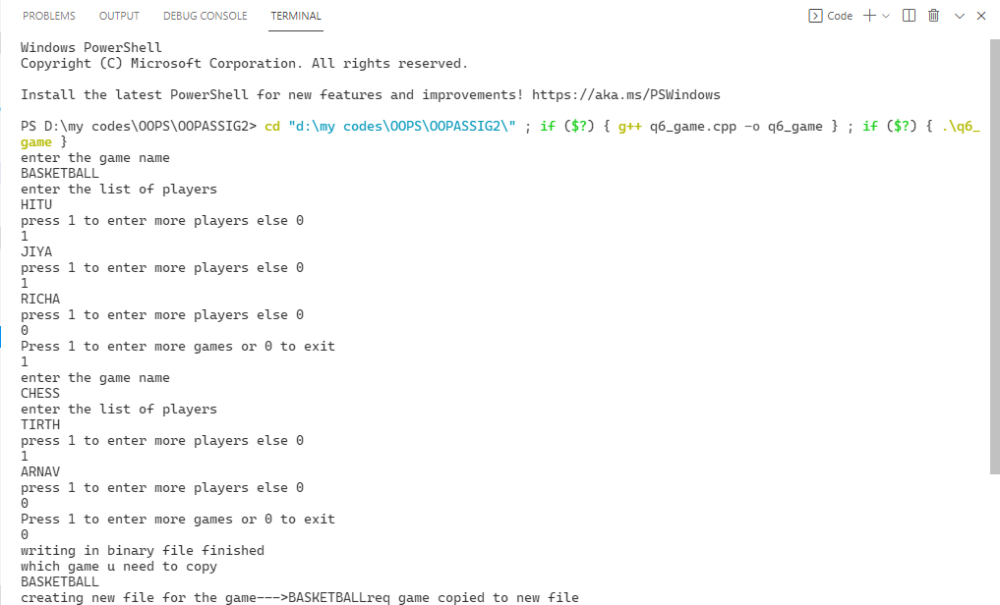 PROBLEMS OUTPUT DEBUG CONSOLE TERMINAL Code
Windows PowerShell
Copyright (C) Microsoft Corporation. All rights reserved.
Install the latest PowerShell for new features and improvements! https://aka.ms/PSWindows
PS D:\my codes\OOPS\OOPASSIG2> cd "d:\my codes\OOPS\OOPASSIG2\" ; if ($?) { g++ q6_game.cpp -o q6_game } ; if ($?) { .\q6_
game }
enter the game name
BASKETBALL
enter the list of players
HITU
press 1 to enter more players else 0
1
JIYA
press 1 to enter more players else 0
1
RICHA
press 1 to enter more players else 0
0
Press 1 to enter more games or 0 to exit
1
enter the game name
CHESS
enter the list of players
TIRTH
press 1 to enter more players else 0
1
ARNAV
press 1 to enter more players else 0
0
Press 1 to enter more games or 0 to exit
0
writing in binary file finished
which game u need to copy
BASKETBALL
creating new file for the game--->BASKETBALLreq game copied to new file